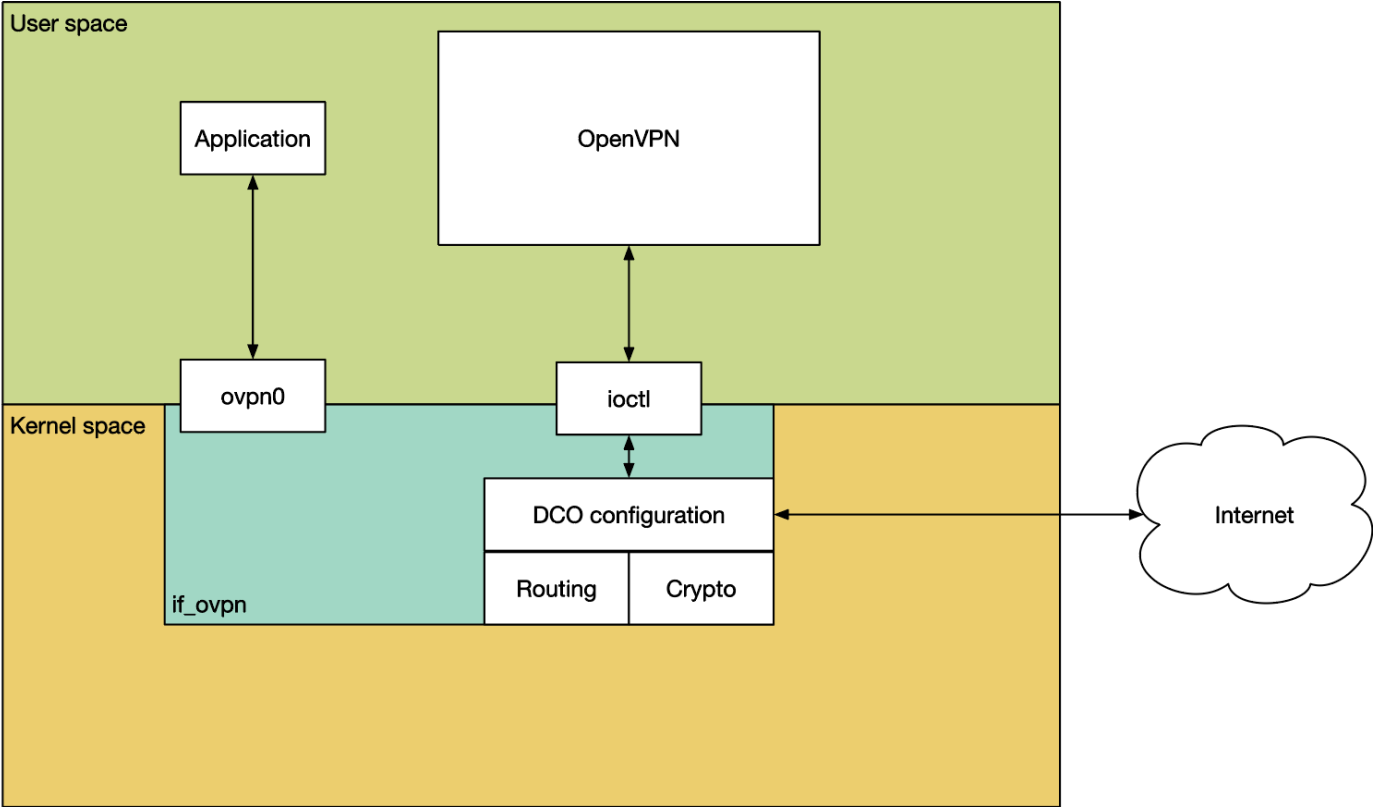 User space
Application
OpenVPN
ovpn0
ioctl
Kernel space
DCO configuration
Internet
Routing
Crypto
if_ovpn